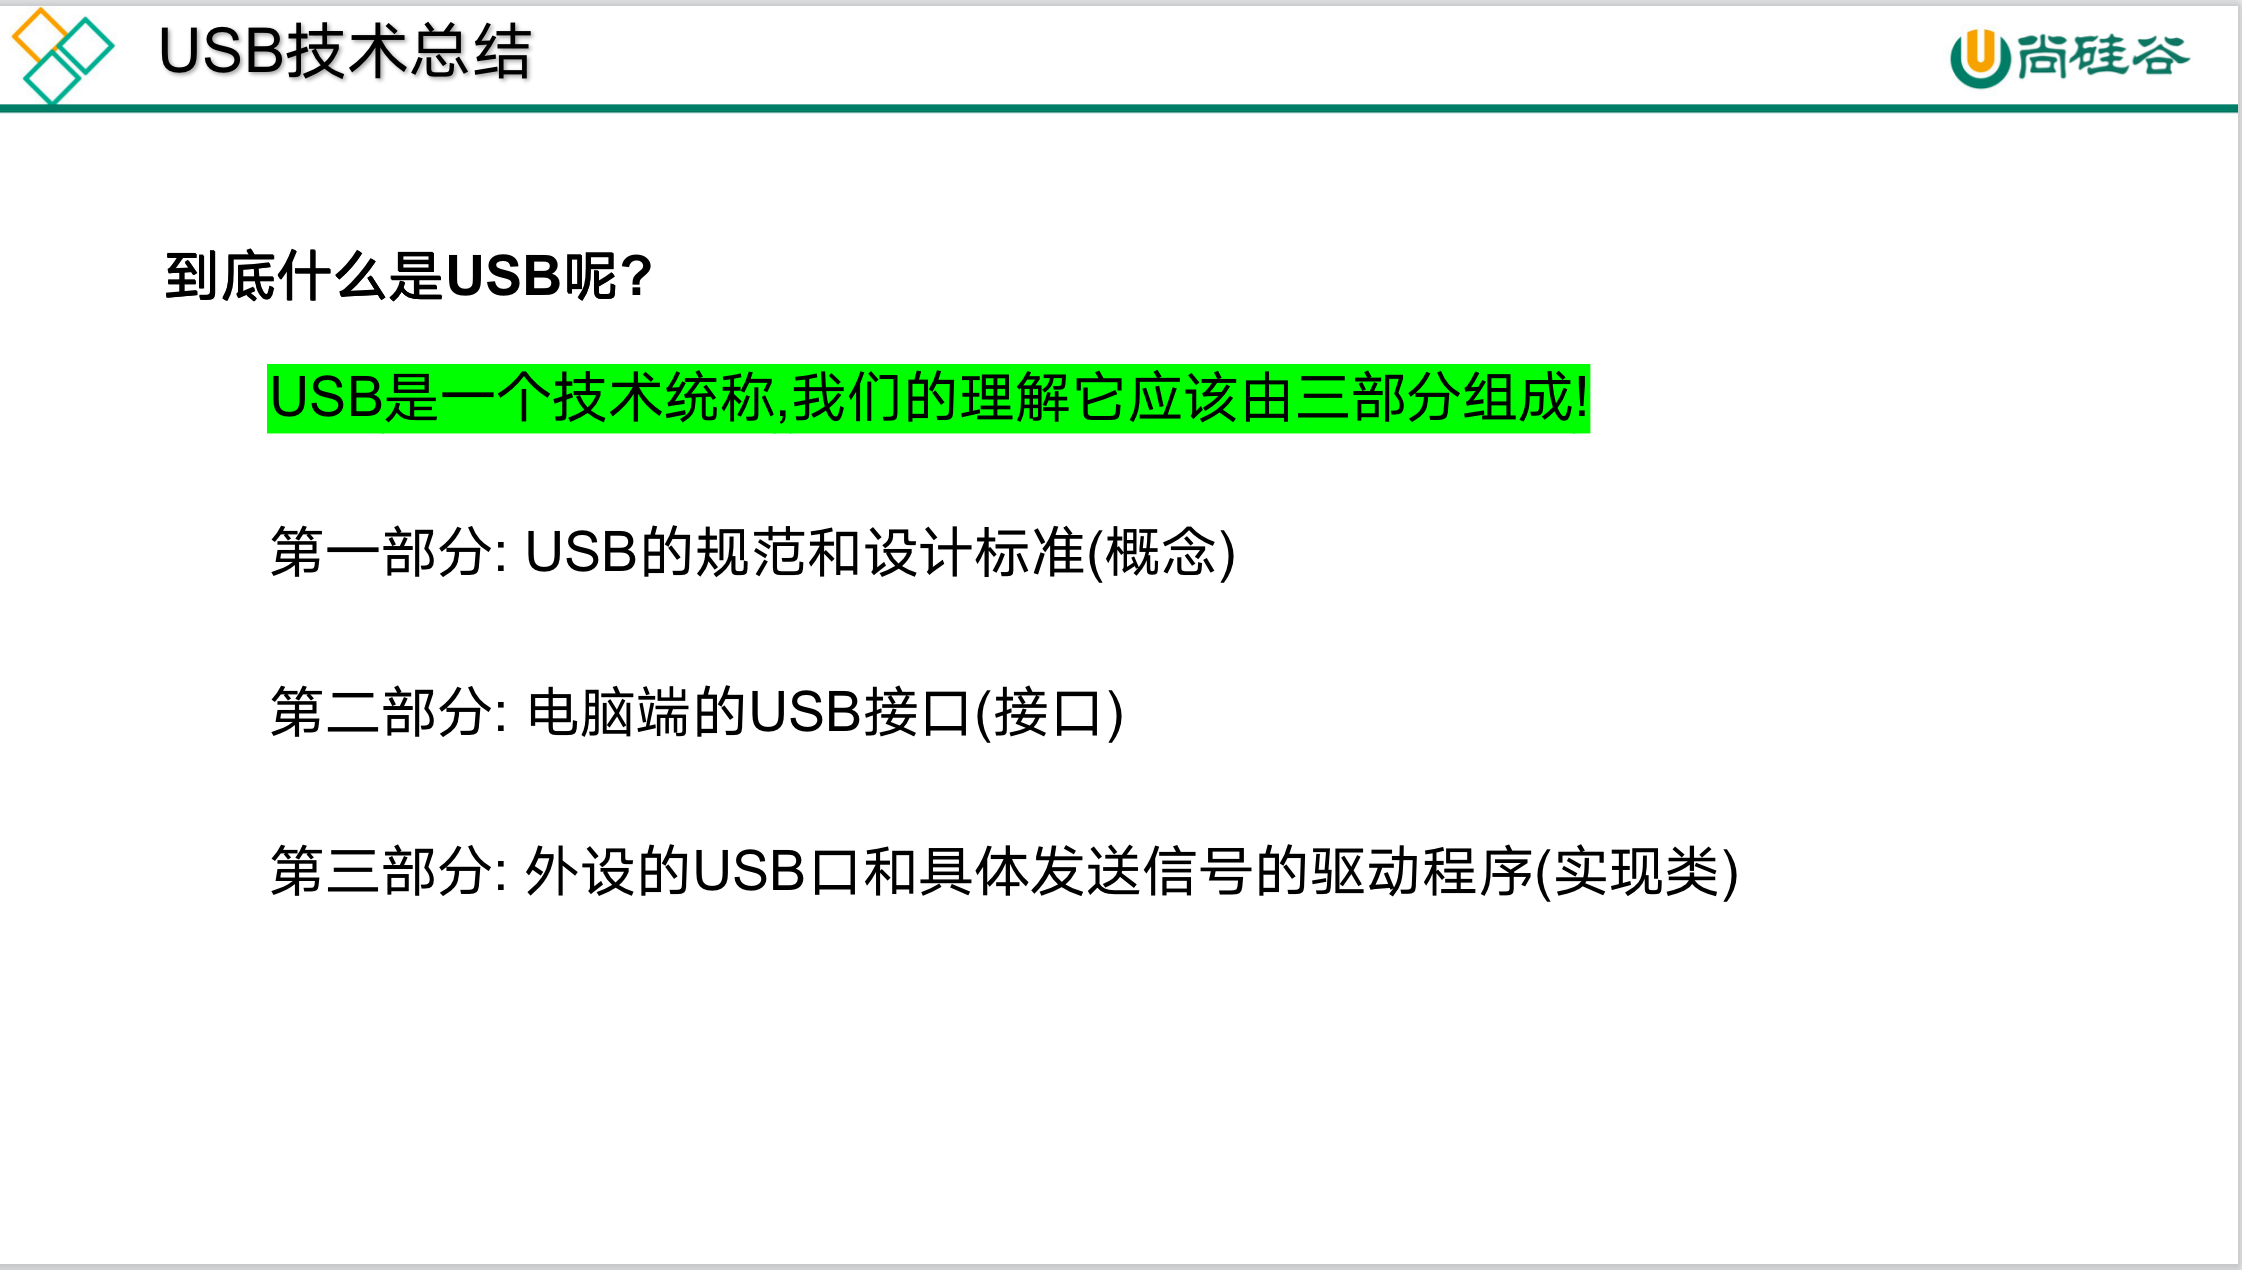 USB技术总结
尚硅谷
到底什么是USB呢?
USB是一个技术统称,我们的理解它应该由三部分组成!
第一部分: USB的规范和设计标准(概念)
第二部分: 电脑端的USB接口(接口)
第三部分: 外设的USB口和具体发送信号的驱动程序(实现类)